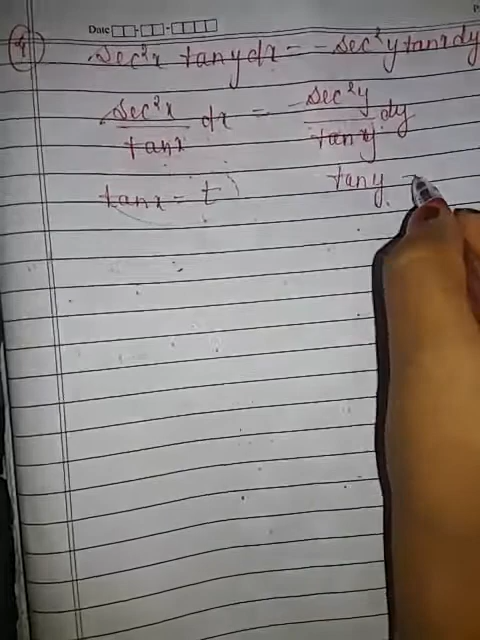 Date
4)
sec²x tany dx = -sec²y tanx dy
sec²x/tanx dx = -sec²y/tany dy
tanx = t tany =